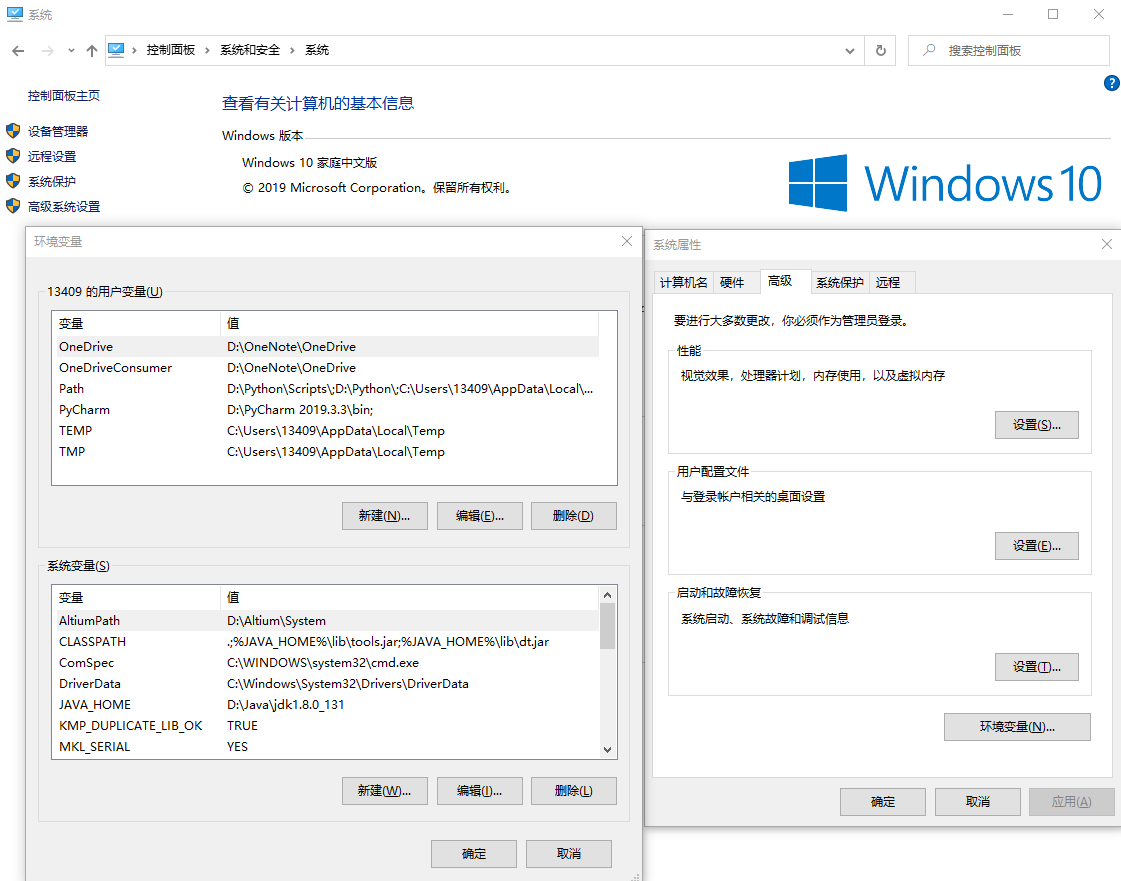 系统
控制面板 › 系统和安全 › 系统
搜索控制面板
?
控制面板主页
设备管理器
远程设置
系统保护
高级系统设置
查看有关计算机的基本信息
Windows 版本
Windows 10 家庭中文版
© 2019 Microsoft Corporation。保留所有权利。
Windows 10
环境变量
13409 的用户变量(U)
变量 值
OneDrive D:\OneNote\OneDrive
OneDriveConsumer D:\OneNote\OneDrive
Path D:\Python\Scripts\;D:\Python\;C:\Users\13409\AppData\Local\...
PyCharm D:\PyCharm 2019.3.3\bin;
TEMP C:\Users\13409\AppData\Local\Temp
TMP C:\Users\13409\AppData\Local\Temp
新建(N)... 编辑(E)... 删除(D)
系统变量(S)
变量 值
AltiumPath D:\Altium\System
CLASSPATH .;%JAVA_HOME%\lib\tools.jar;%JAVA_HOME%\lib\dt.jar
ComSpec C:\WINDOWS\system32\cmd.exe
DriverData C:\Windows\System32\Drivers\DriverData
JAVA_HOME D:\Java\jdk1.8.0_131
KMP_DUPLICATE_LIB_OK TRUE
MKL_SERIAL YES
新建(W)... 编辑(I)... 删除(L)
确定 取消
系统属性
计算机名 硬件 高级 系统保护 远程
要进行大多数更改，你必须作为管理员登录。
性能
视觉效果，处理器计划，内存使用，以及虚拟内存
设置(S)...
用户配置文件
与登录帐户相关的桌面设置
设置(E)...
启动和故障恢复
系统启动、系统故障和调试信息
设置(T)...
环境变量(N)...
确定 取消 应用(A)